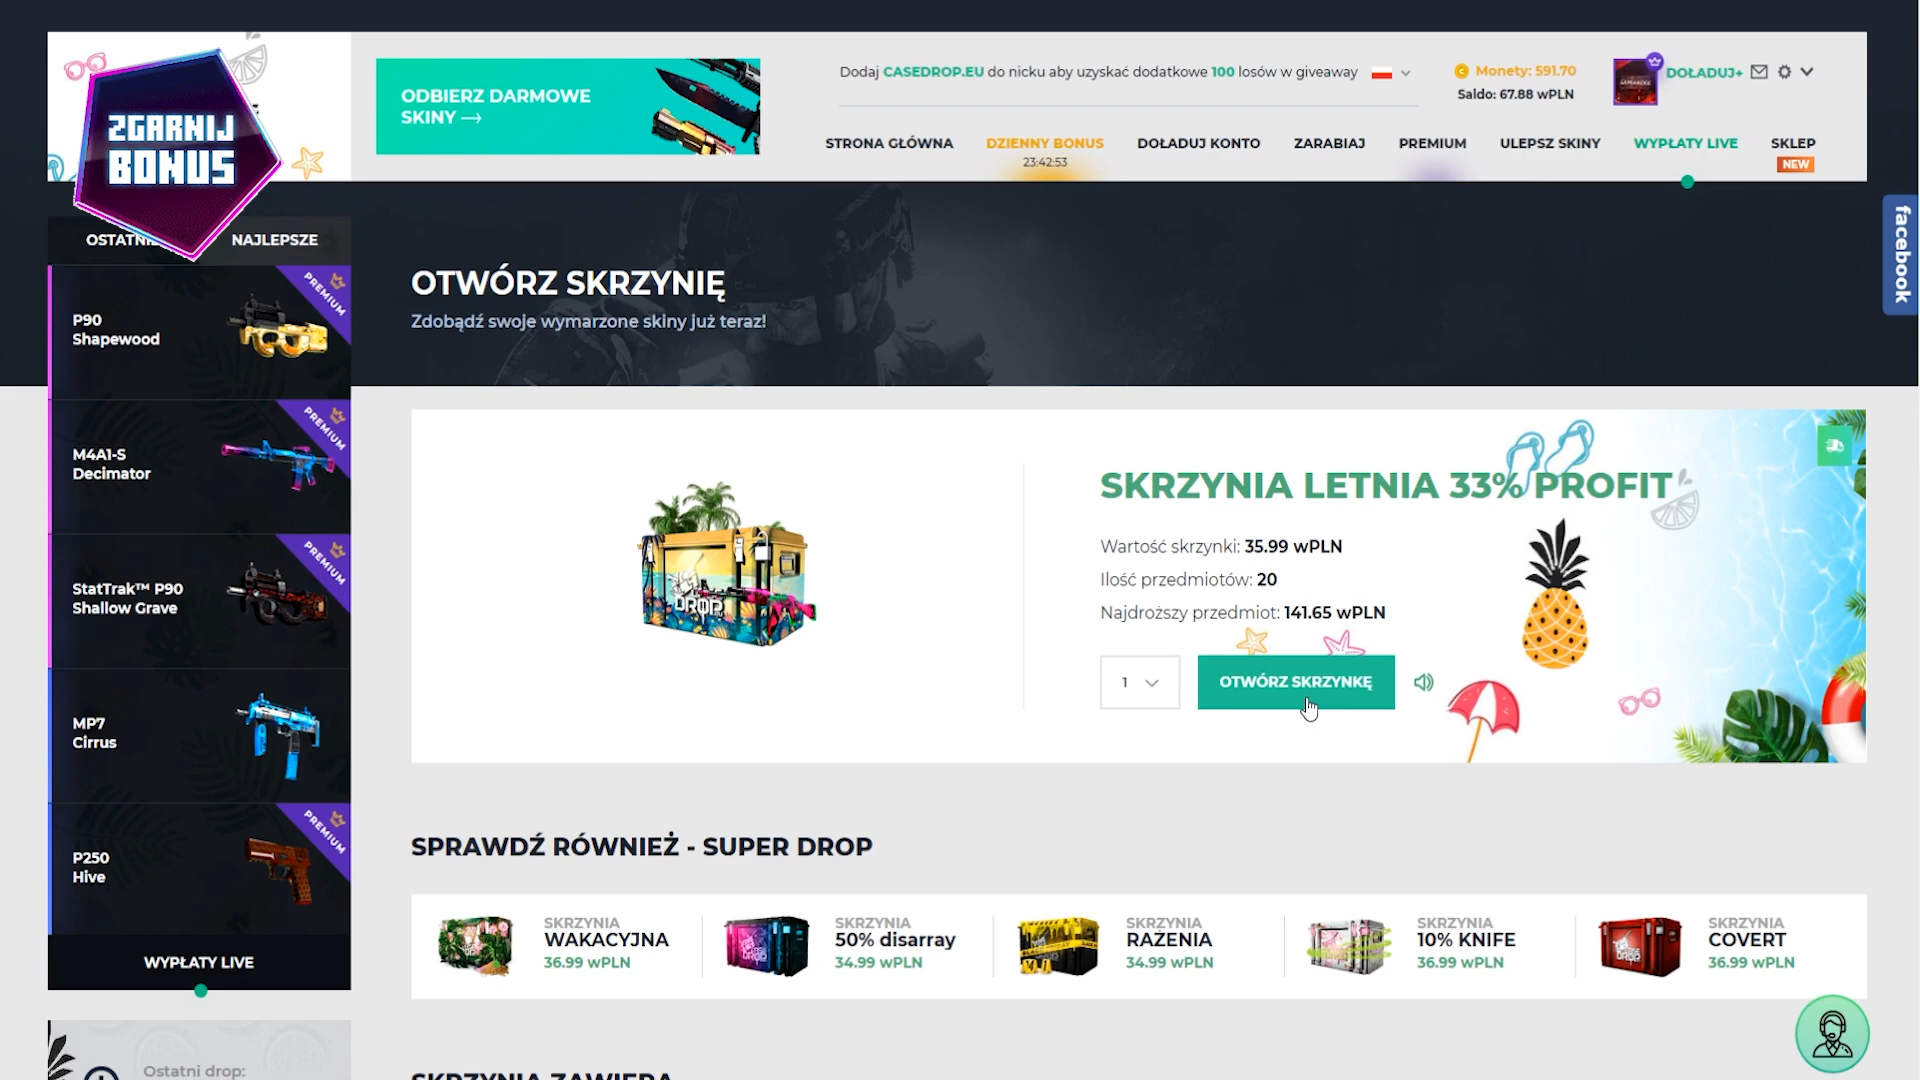 ZGARNIJ
BONUS
ODBIERZ DARMOWE
SKINY →
Dodaj CASEDROP.EU do nicku aby uzyskać dodatkowe 100 losów w giveaway
Monety: 591.70
Saldo: 67.88 wPLN
DOŁADUJ+
STRONA GŁÓWNA
DZIENNY BONUS
23:42:53
DOŁADUJ KONTO
ZARABIAJ
PREMIUM
ULEPSZ SKINY
WYPŁATY LIVE
SKLEP
NEW
facebook
NAJLEPSZE
PREMIUM
P90
Shapewood
PREMIUM
M4A1-S
Decimator
PREMIUM
StatTrak™ P90
Shallow Grave
MP7
Cirrus
PREMIUM
P250
Hive
WYPŁATY LIVE
Ostatni drop:
OTWÓRZ SKRZYNIĘ
Zdobądź swoje wymarzone skiny już teraz!
DROP
SKRZYNIA LETNIA 33% PROFIT
Wartość skrzynki: 35.99 wPLN
Ilość przedmiotów: 20
Najdroższy przedmiot: 141.65 wPLN
1
OTWÓRZ SKRZYNKĘ
SPRAWDŹ RÓWNIEŻ - SUPER DROP
SKRZYNIA
WAKACYJNA
36.99 wPLN
SKRZYNIA
50% disarray
34.99 wPLN
SKRZYNIA
RAŻENIA
34.99 wPLN
SKRZYNIA
10% KNIFE
36.99 wPLN
SKRZYNIA
COVERT
36.99 wPLN
SKRZYNIA ZAWIERA